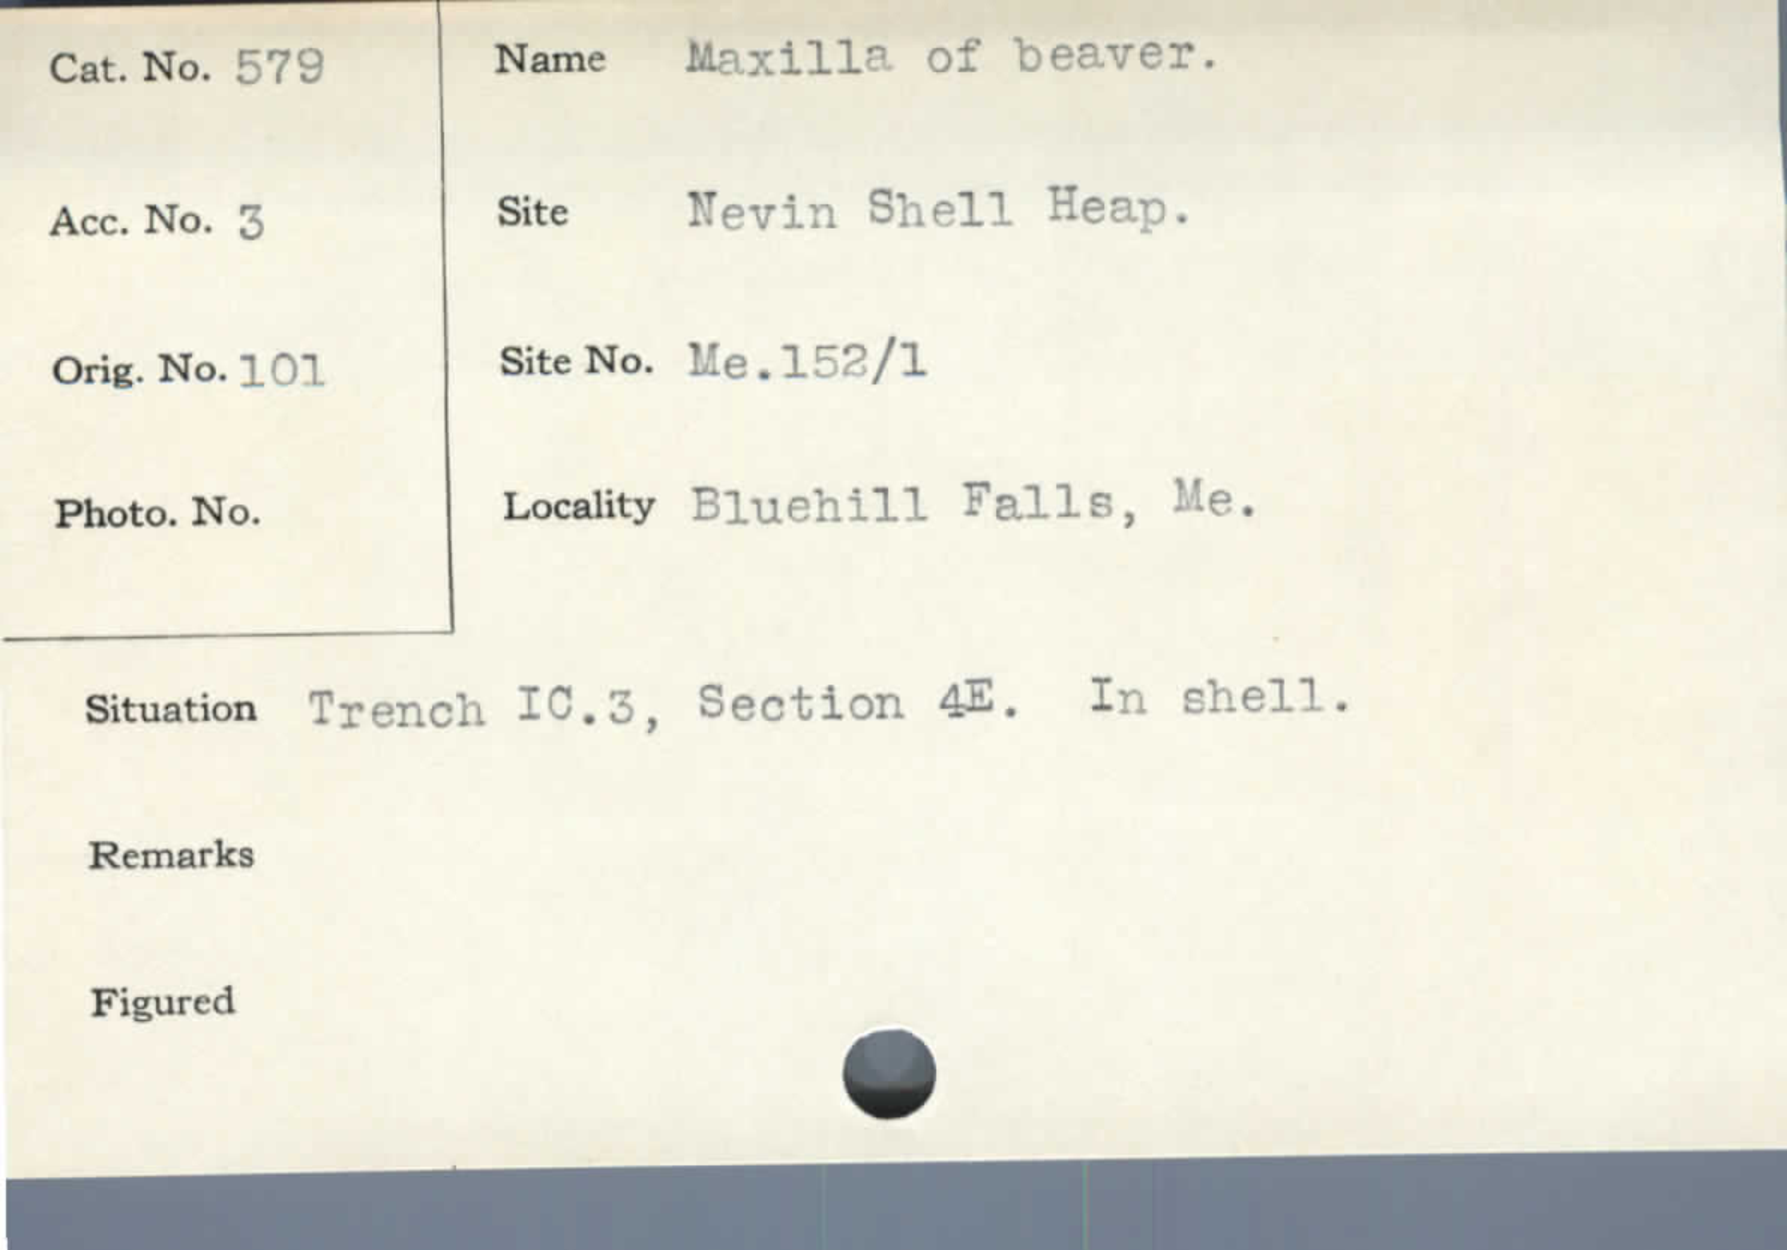 Cat. No. 579
Name Maxilla of beaver.
Acc. No. 3
Site Nevin Shell Heap.
Orig. No. 101
Site No. Me.152/1
Photo. No.
Locality Bluehill Falls, Me.
Situation Trench IC.3, Section 4E. In shell.
Remarks
Figured